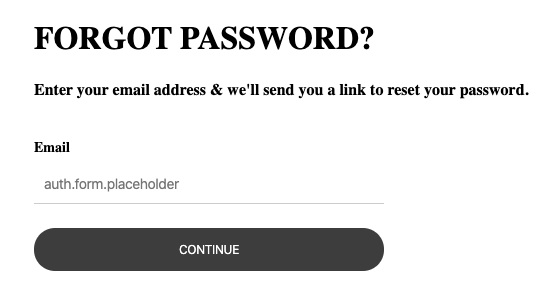 FORGOT PASSWORD?
Enter your email address & we'll send you a link to reset your password.
Email
auth.form.placeholder
CONTINUE